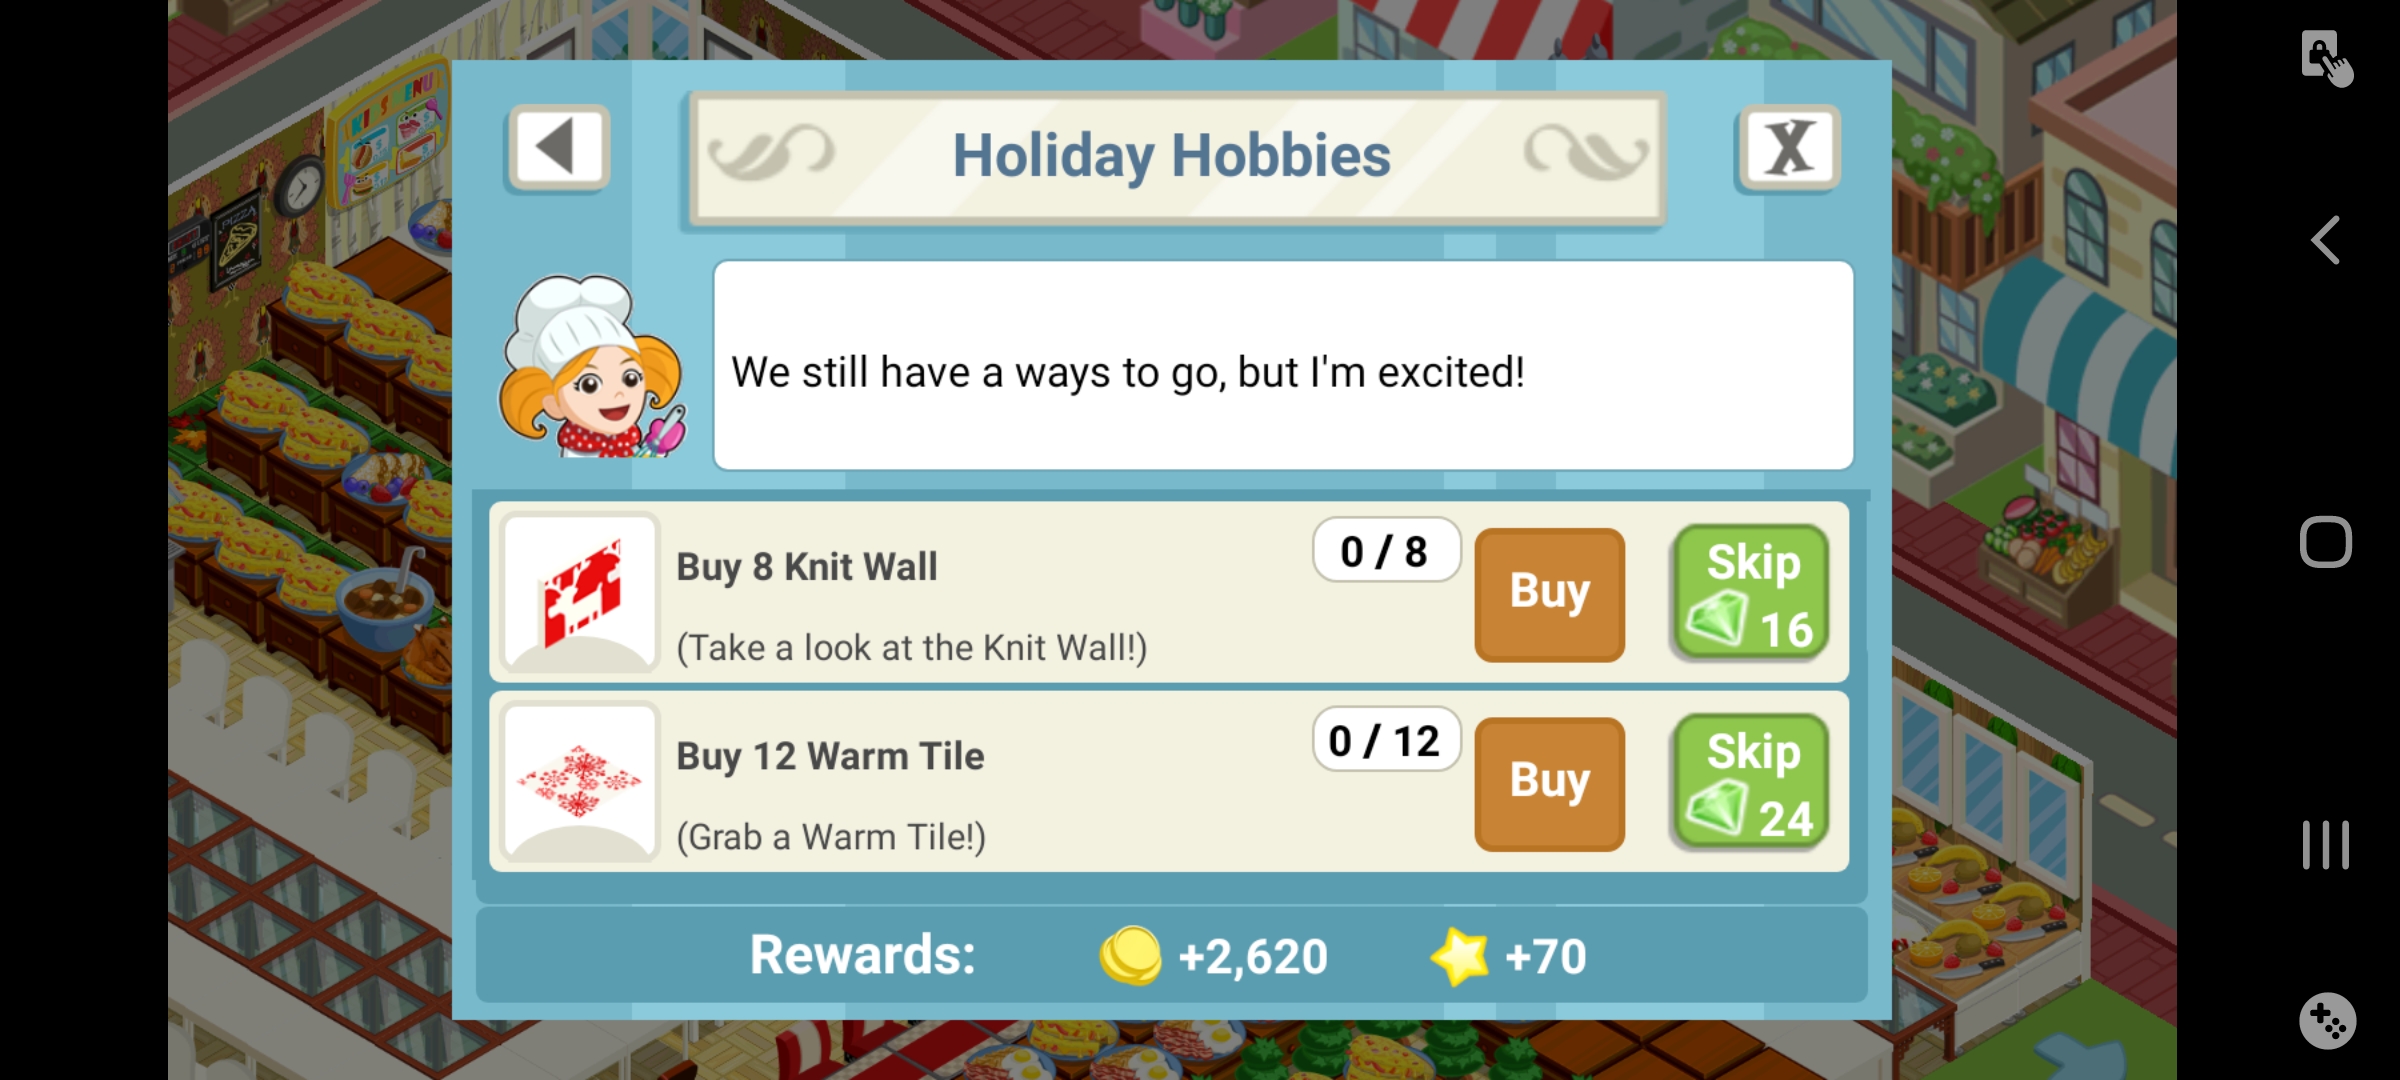 Holiday Hobbies
X
We still have a ways to go, but I'm excited!
Buy 8 Knit Wall
(Take a look at the Knit Wall!)
0 / 8
Buy
Skip
16
Buy 12 Warm Tile
(Grab a Warm Tile!)
0 / 12
Buy
Skip
24
Rewards:
+2,620
+70
PIZZA